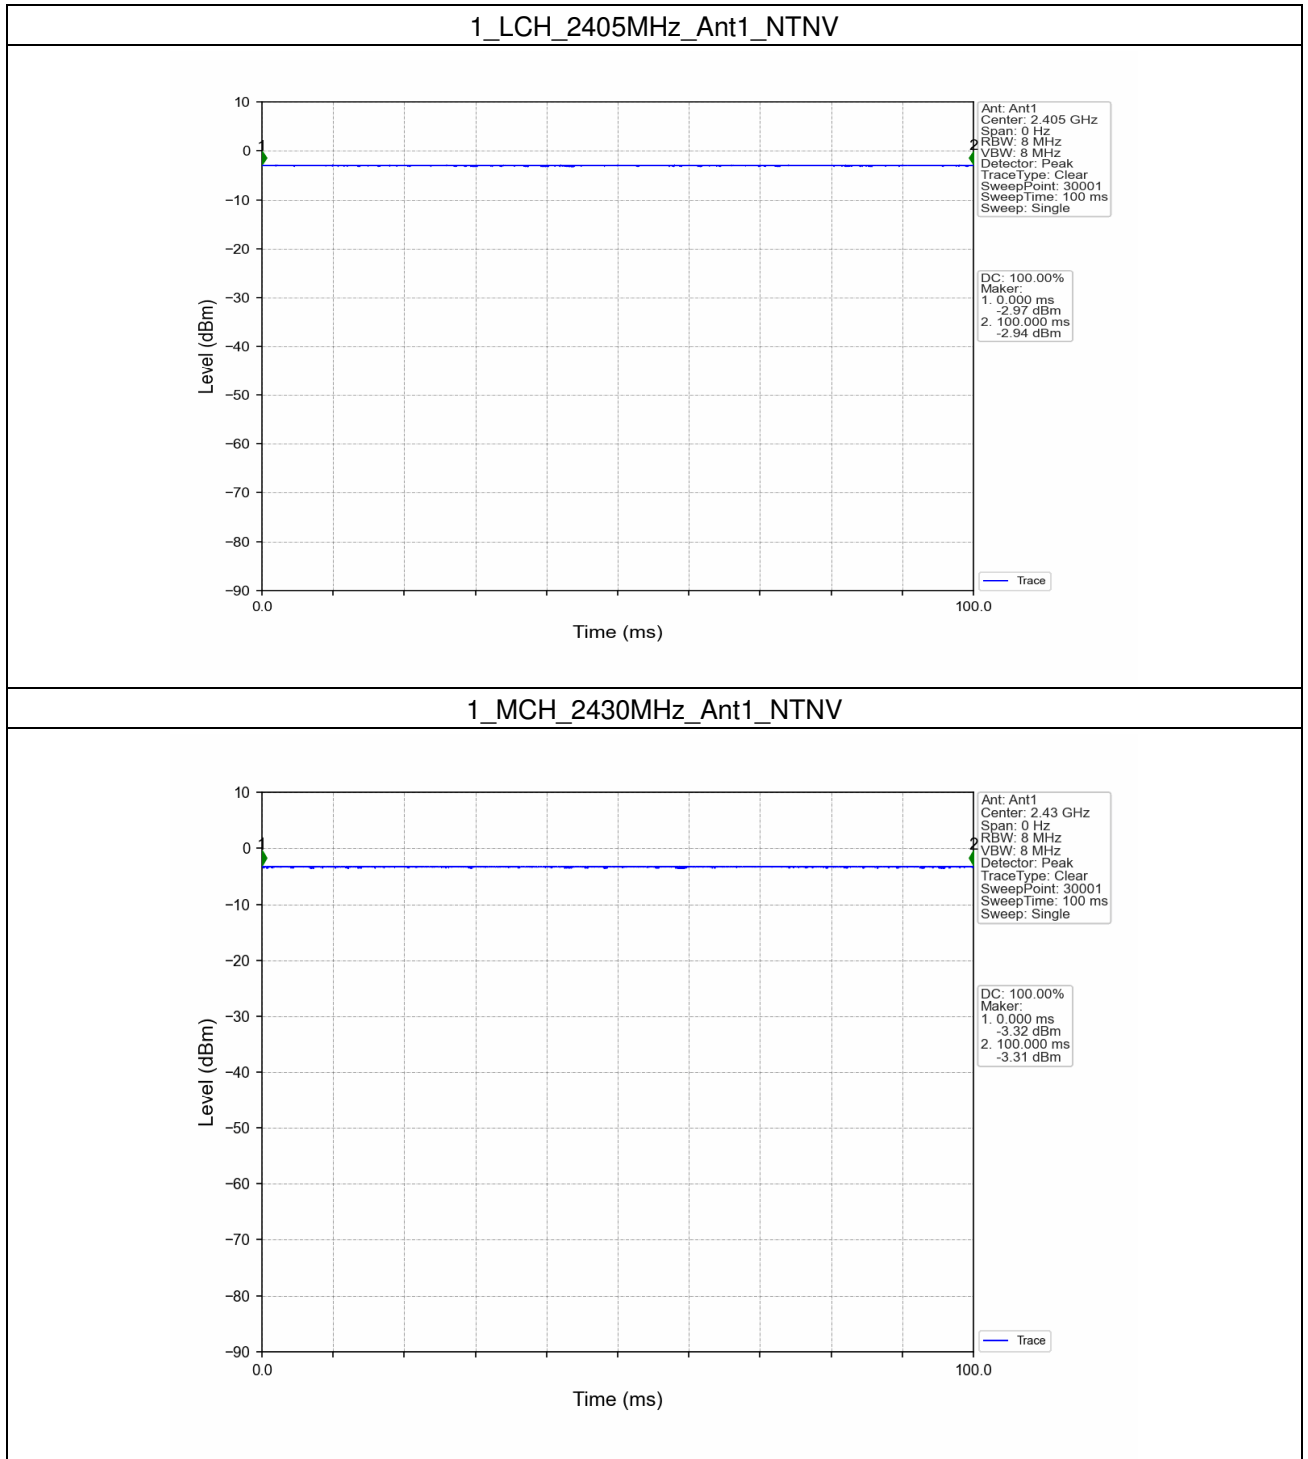 1_LCH_2405MHz_Ant1_NTNV
10
0
−10
−20
−30
−40
−50
−60
−70
−80
−90
Level (dBm)
1
2
0.0
100.0
Time (ms)
Ant: Ant1
Center: 2.405 GHz
Span: 0 Hz
RBW: 8 MHz
VBW: 8 MHz
Detector: Peak
TraceType: Clear
SweepPoint: 30001
SweepTime: 100 ms
Sweep: Single
DC: 100.00%
Maker:
1. 0.000 ms
-2.97 dBm
2. 100.000 ms
-2.94 dBm
Trace
1_MCH_2430MHz_Ant1_NTNV
10
0
−10
−20
−30
−40
−50
−60
−70
−80
−90
Level (dBm)
1
2
0.0
100.0
Time (ms)
Ant: Ant1
Center: 2.43 GHz
Span: 0 Hz
RBW: 8 MHz
VBW: 8 MHz
Detector: Peak
TraceType: Clear
SweepPoint: 30001
SweepTime: 100 ms
Sweep: Single
DC: 100.00%
Maker:
1. 0.000 ms
-3.32 dBm
2. 100.000 ms
-3.31 dBm
Trace